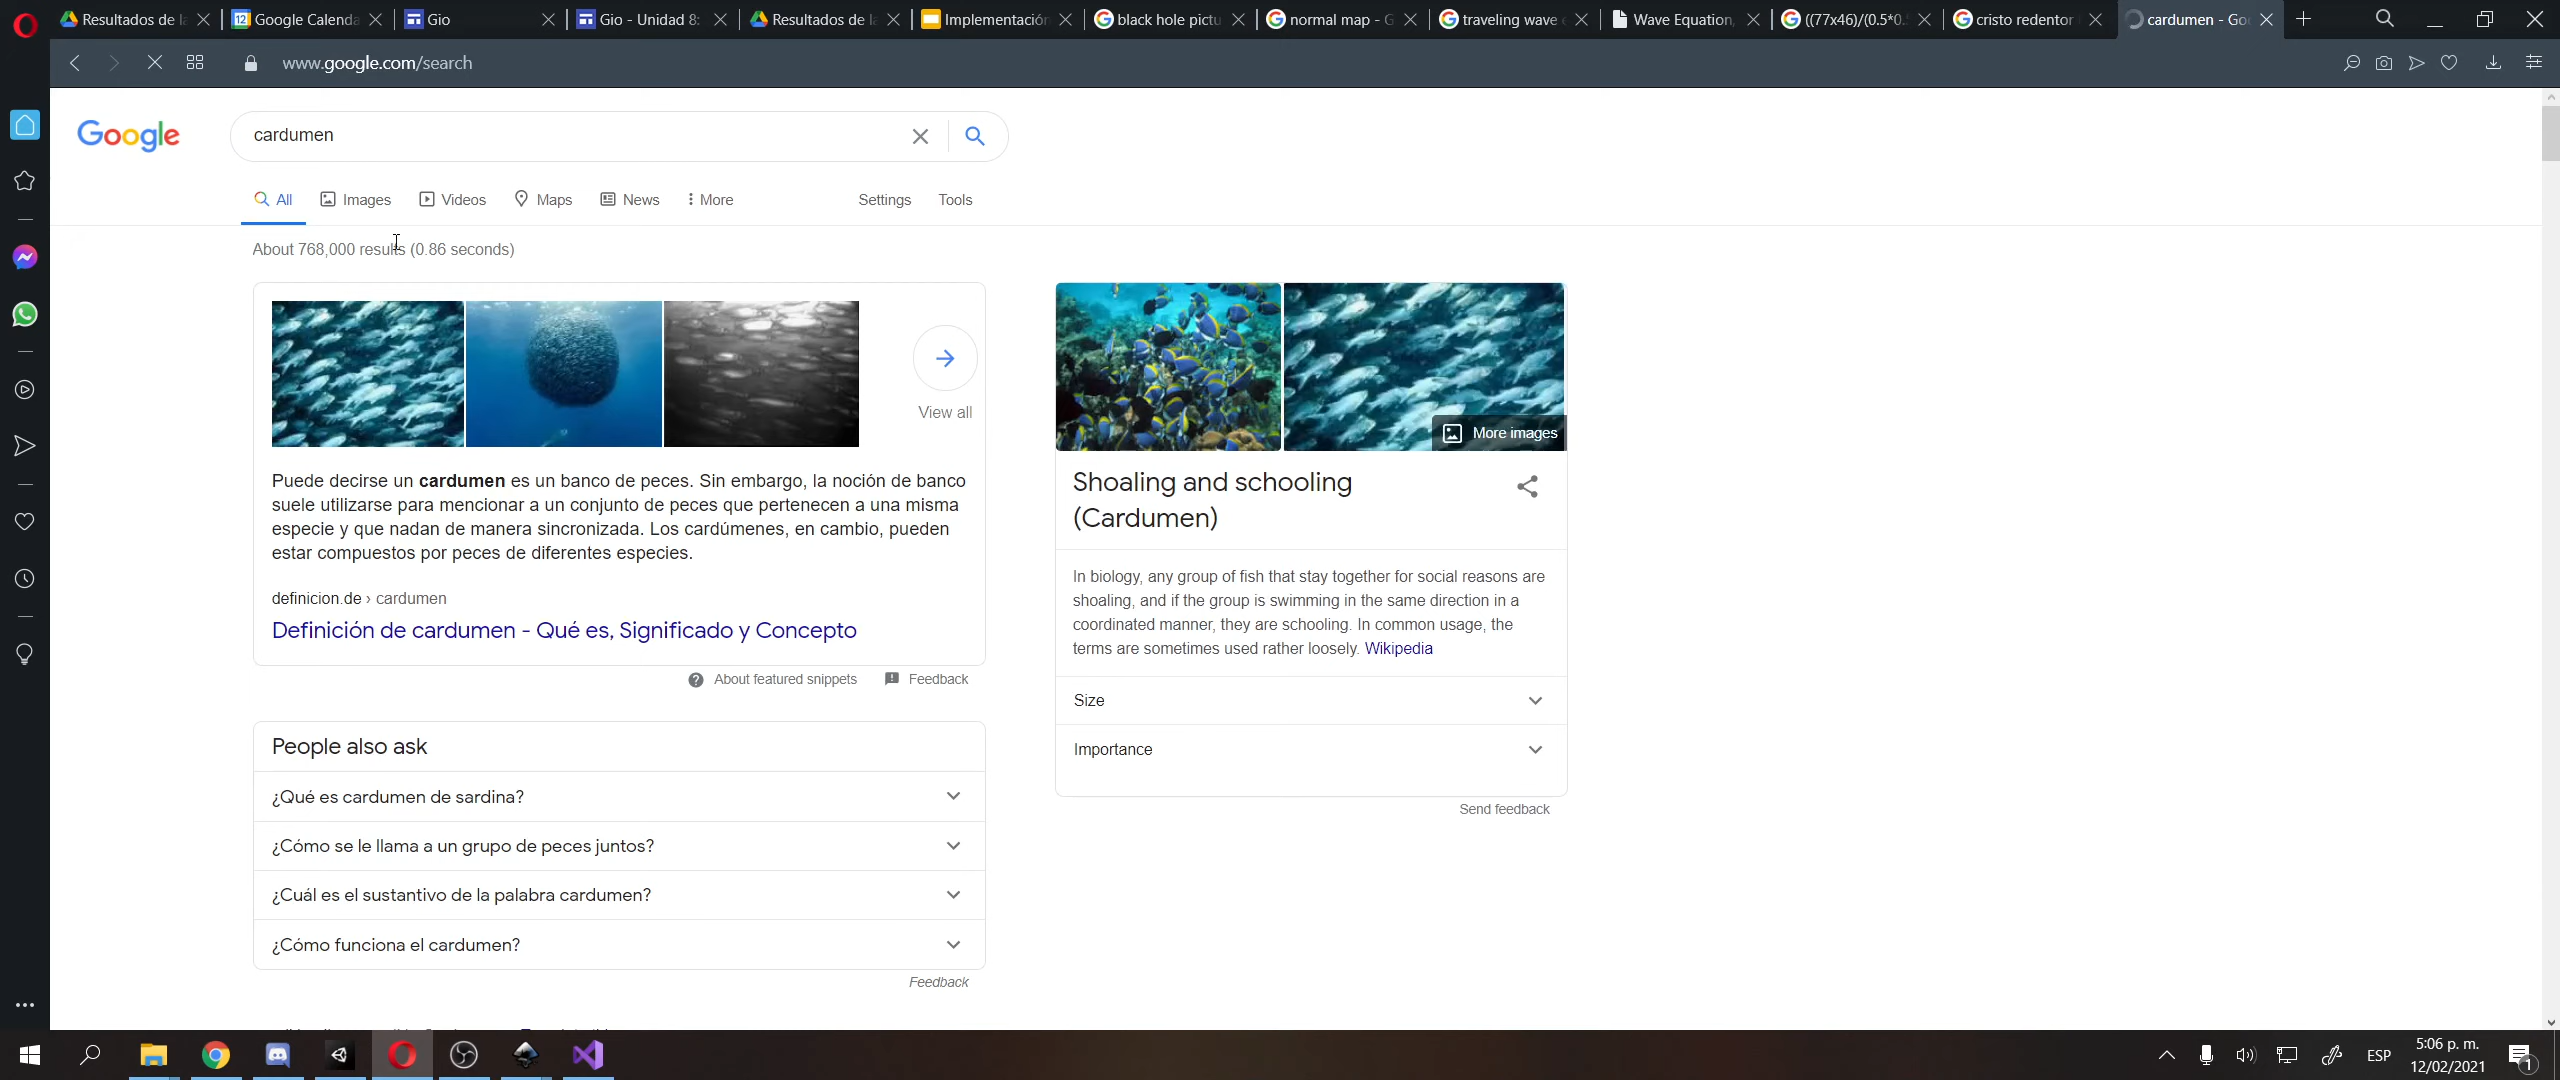 Resultados de la
Google Calenda
Gio
Gio - Unidad 8:
Resultados de la
Implementación
black hole pictu
normal map - G
traveling wave
Wave Equation,
((77x46)/(0.5*0.
cristo redentor
cardumen - Go
www.google.com/search
Google
cardumen
All
Images
Videos
Maps
News
More
Settings
Tools
About 768,000 results (0.86 seconds)
View all
Puede decirse un cardumen es un banco de peces. Sin embargo, la noción de banco
suele utilizarse para mencionar a un conjunto de peces que pertenecen a una misma
especie y que nadan de manera sincronizada. Los cardúmenes, en cambio, pueden
estar compuestos por peces de diferentes especies.
definicion.de › cardumen
Definición de cardumen - Qué es, Significado y Concepto
About featured snippets
Feedback
People also ask
¿Qué es cardumen de sardina?
¿Cómo se le llama a un grupo de peces juntos?
¿Cuál es el sustantivo de la palabra cardumen?
¿Cómo funciona el cardumen?
Feedback
More images
Shoaling and schooling
(Cardumen)
In biology, any group of fish that stay together for social reasons are
shoaling, and if the group is swimming in the same direction in a
coordinated manner, they are schooling. In common usage, the
terms are sometimes used rather loosely. Wikipedia
Size
Importance
Send feedback
ESP
5:06 p. m.
12/02/2021
1